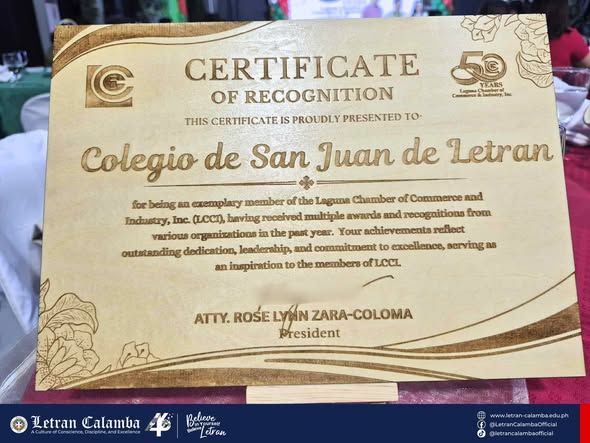 CERTIFICATE
OF RECOGNITION
THIS CERTIFICATE IS PROUDLY PRESENTED TO·
50
YEARS
Laguna Chamber of
Commerce & Industry, Inc.
Colegio de San Juan de Letran
for being an exemplary member of the Laguna Chamber of Commerce and
Industry, Inc. (LCCI), having received multiple awards and recognitions from
various organizations in the past year. Your achievements reflect
outstanding dedication, leadership, and commitment to excellence, serving as
an inspiration to the members of LCCI.
ATTY. ROSE LYNN ZARA-COLOMA
President
Letran Calamba
A Culture of Conscience, Discipline, and Excellence
46
Believe
in Yourself
Believe in
Letran
www.letran-calamba.edu.ph
@LetranCalambaOfficial
@letrancalambaofficial